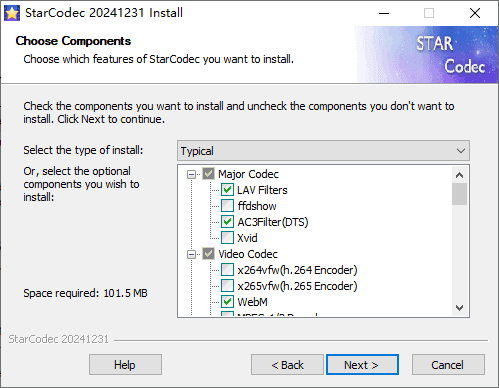 StarCodec 20241231 Install
Choose Components
Choose which features of StarCodec you want to install.
STAR
Codec
Check the components you want to install and uncheck the components you don't want to
install. Click Next to continue.
Select the type of install:
Typical
Or, select the optional
components you wish to
install:
Major Codec
LAV Filters
ffdshow
AC3Filter(DTS)
Xvid
Video Codec
x264vfw(h.264 Encoder)
x265vfw(h.265 Encoder)
WebM
Space required: 101.5 MB
StarCodec 20241231
Help
< Back
Next >
Cancel